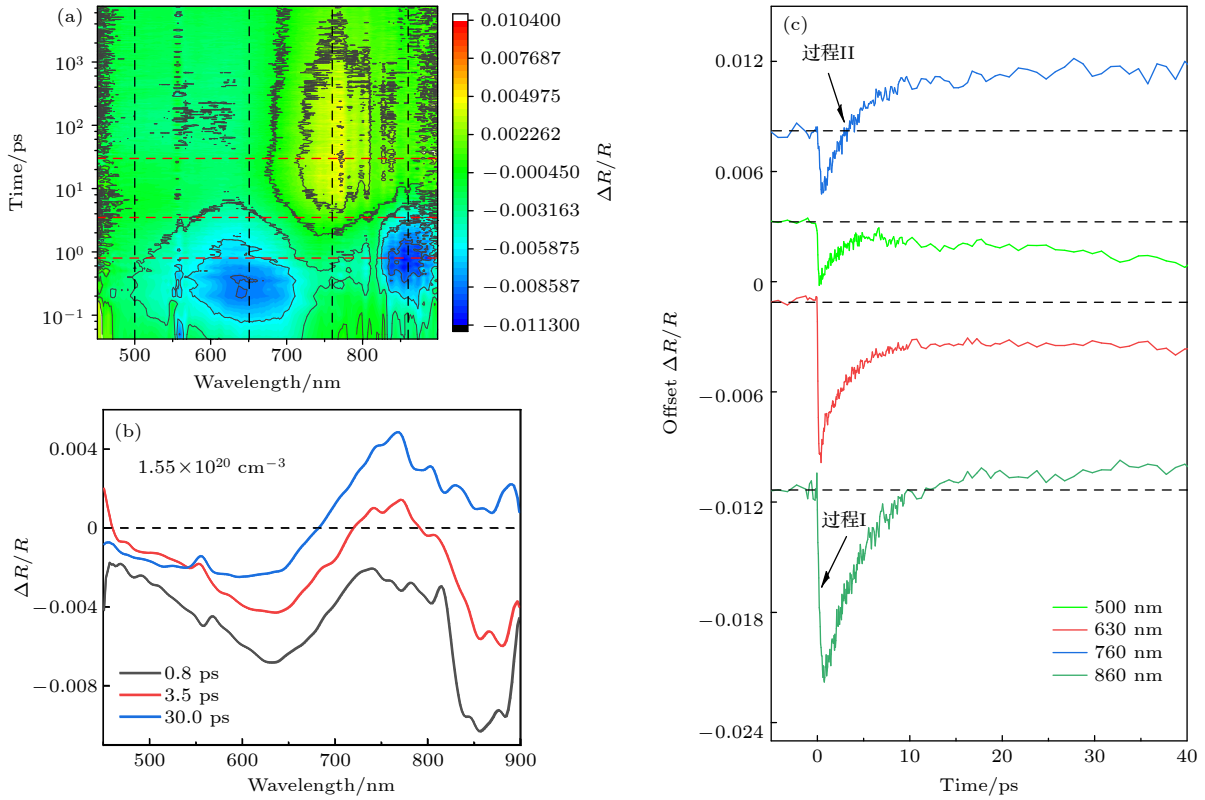 (a)
Time/ps
10³
10²
10¹
10⁰
10⁻¹
500
600
700
800
Wavelength/nm
0.010400
0.007687
0.004975
0.002262
−0.000450
−0.003163
−0.005875
−0.008587
−0.011300
ΔR/R
(b)
1.55×10²⁰ cm⁻³
ΔR/R
0.004
0
−0.004
−0.008
0.8 ps
3.5 ps
30.0 ps
500
600
700
800
900
Wavelength/nm
(c)
过程II
过程I
Offset ΔR/R
0.012
0.006
0
−0.006
−0.012
−0.018
−0.024
500 nm
630 nm
760 nm
860 nm
0
10
20
30
40
Time/ps